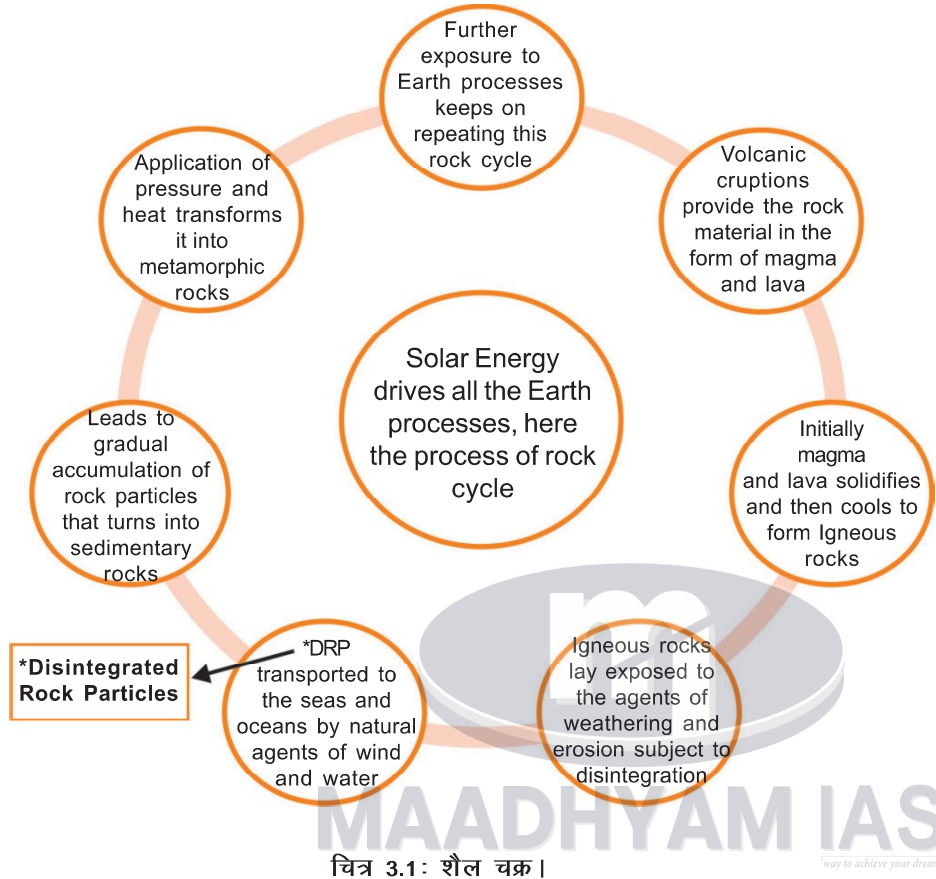 Further
exposure to
Earth processes
keeps on
repeating this
rock cycle
Volcanic
cruptions
provide the rock
material in the
form of magma
and lava
Initially
magma
and lava solidifies
and then cools to
form Igneous
rocks
Igneous rocks
lay exposed to
the agents of
weathering and
erosion subject to
disintegration
*DRP
transported to
the seas and
oceans by natural
agents of wind
and water
*Disintegrated
Rock Particles
Leads to
gradual
accumulation of
rock particles
that turns into
sedimentary
rocks
Application of
pressure and
heat transforms
it into
metamorphic
rocks
Solar Energy
drives all the Earth
processes, here
the process of rock
cycle
m
MAADHYAM IAS
'way to achieve your dream
चित्र 3.1: शैल चक्र।